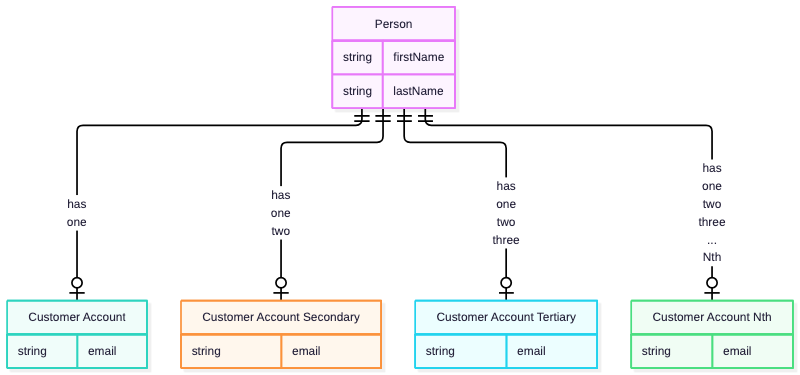 Person
string firstName
string lastName
has
one
has
one
two
has
one
two
three
has
one
two
three
...
Nth
Customer Account
string email
Customer Account Secondary
string email
Customer Account Tertiary
string email
Customer Account Nth
string email